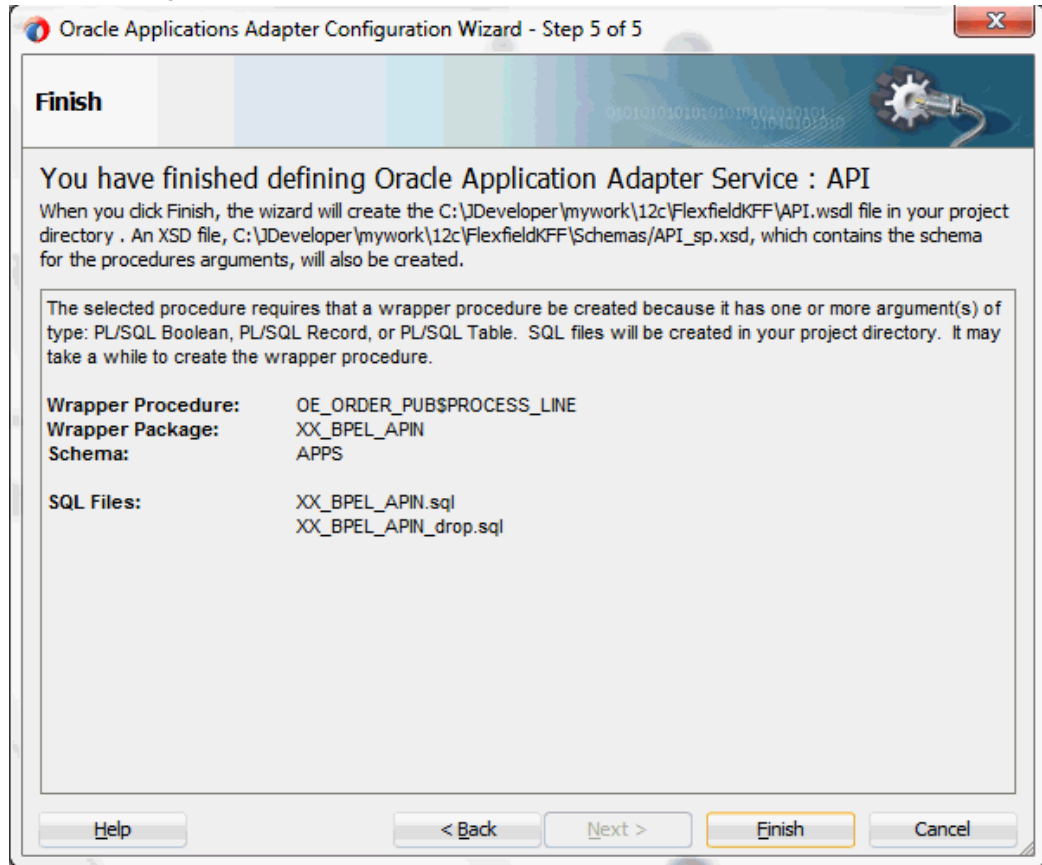 Oracle Applications Adapter Configuration Wizard - Step 5 of 5
Finish
You have finished defining Oracle Application Adapter Service : API
When you click Finish, the wizard will create the C:\JDeveloper\mywork\12c\FlexfieldKFF\API.wsdl file in your project
directory . An XSD file, C:\JDeveloper\mywork\12c\FlexfieldKFF\Schemas/API_sp.xsd, which contains the schema
for the procedures arguments, will also be created.
The selected procedure requires that a wrapper procedure be created because it has one or more argument(s) of
type: PL/SQL Boolean, PL/SQL Record, or PL/SQL Table. SQL files will be created in your project directory. It may
take a while to create the wrapper procedure.
Wrapper Procedure: OE_ORDER_PUB$PROCESS_LINE
Wrapper Package: XX_BPEL_APIN
Schema: APPS
SQL Files: XX_BPEL_APIN.sql
XX_BPEL_APIN_drop.sql
Help < Back Next > Finish Cancel